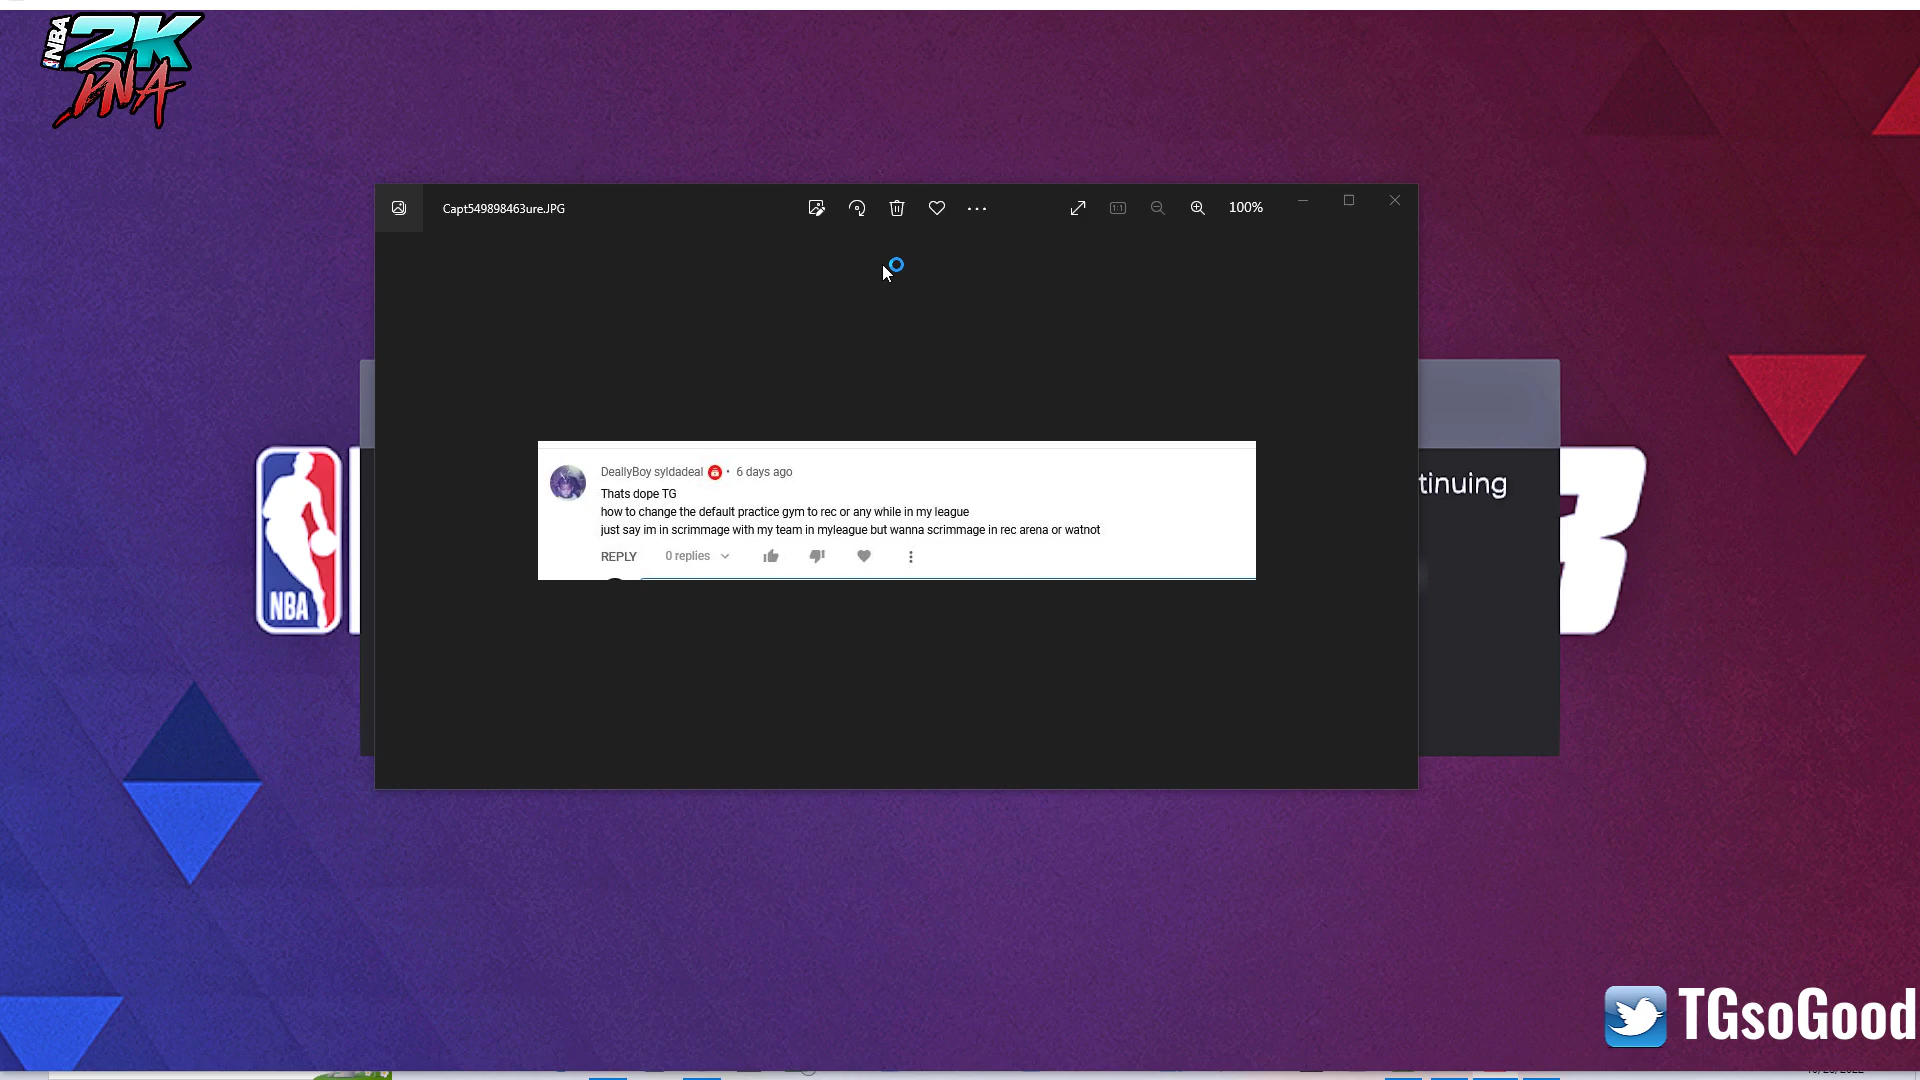 NBA
2K
DNA
Capt549898463ure.JPG
1:1
100%
DeallyBoy syldadeal • 6 days ago
Thats dope TG
how to change the default practice gym to rec or any while in my league
just say im in scrimmage with my team in myleague but wanna scrimmage in rec arena or watnot
REPLY 0 replies
tinuing
NBA
TGsoGood